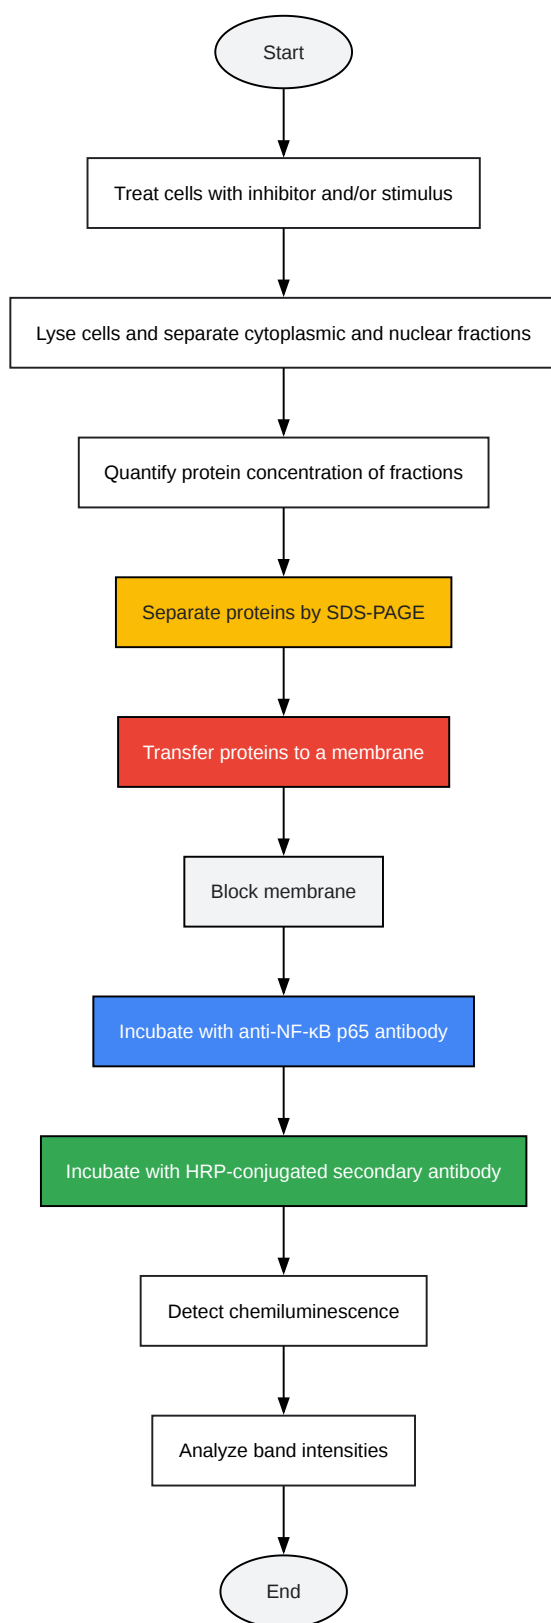 Start
Treat cells with inhibitor and/or stimulus
Lyse cells and separate cytoplasmic and nuclear fractions
Quantify protein concentration of fractions
Separate proteins by SDS-PAGE
Transfer proteins to a membrane
Block membrane
Incubate with anti-NF-κB p65 antibody
Incubate with HRP-conjugated secondary antibody
Detect chemiluminescence
Analyze band intensities
End